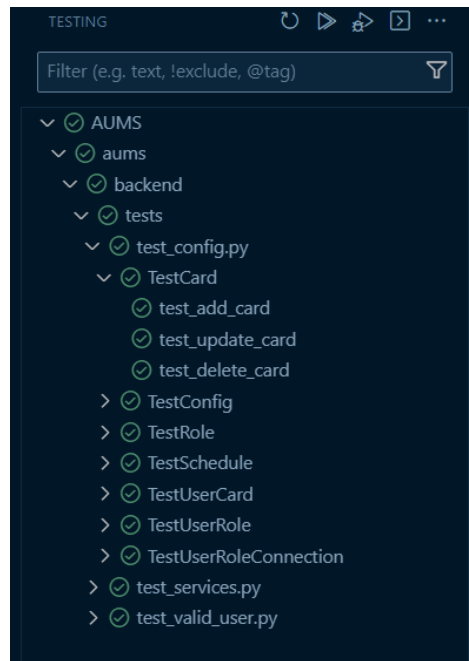 TESTING
Filter (e.g. text, !exclude, @tag)
AUMS
aums
backend
tests
test_config.py
TestCard
test_add_card
test_update_card
test_delete_card
TestConfig
TestRole
TestSchedule
TestUserCard
TestUserRole
TestUserRoleConnection
test_services.py
test_valid_user.py